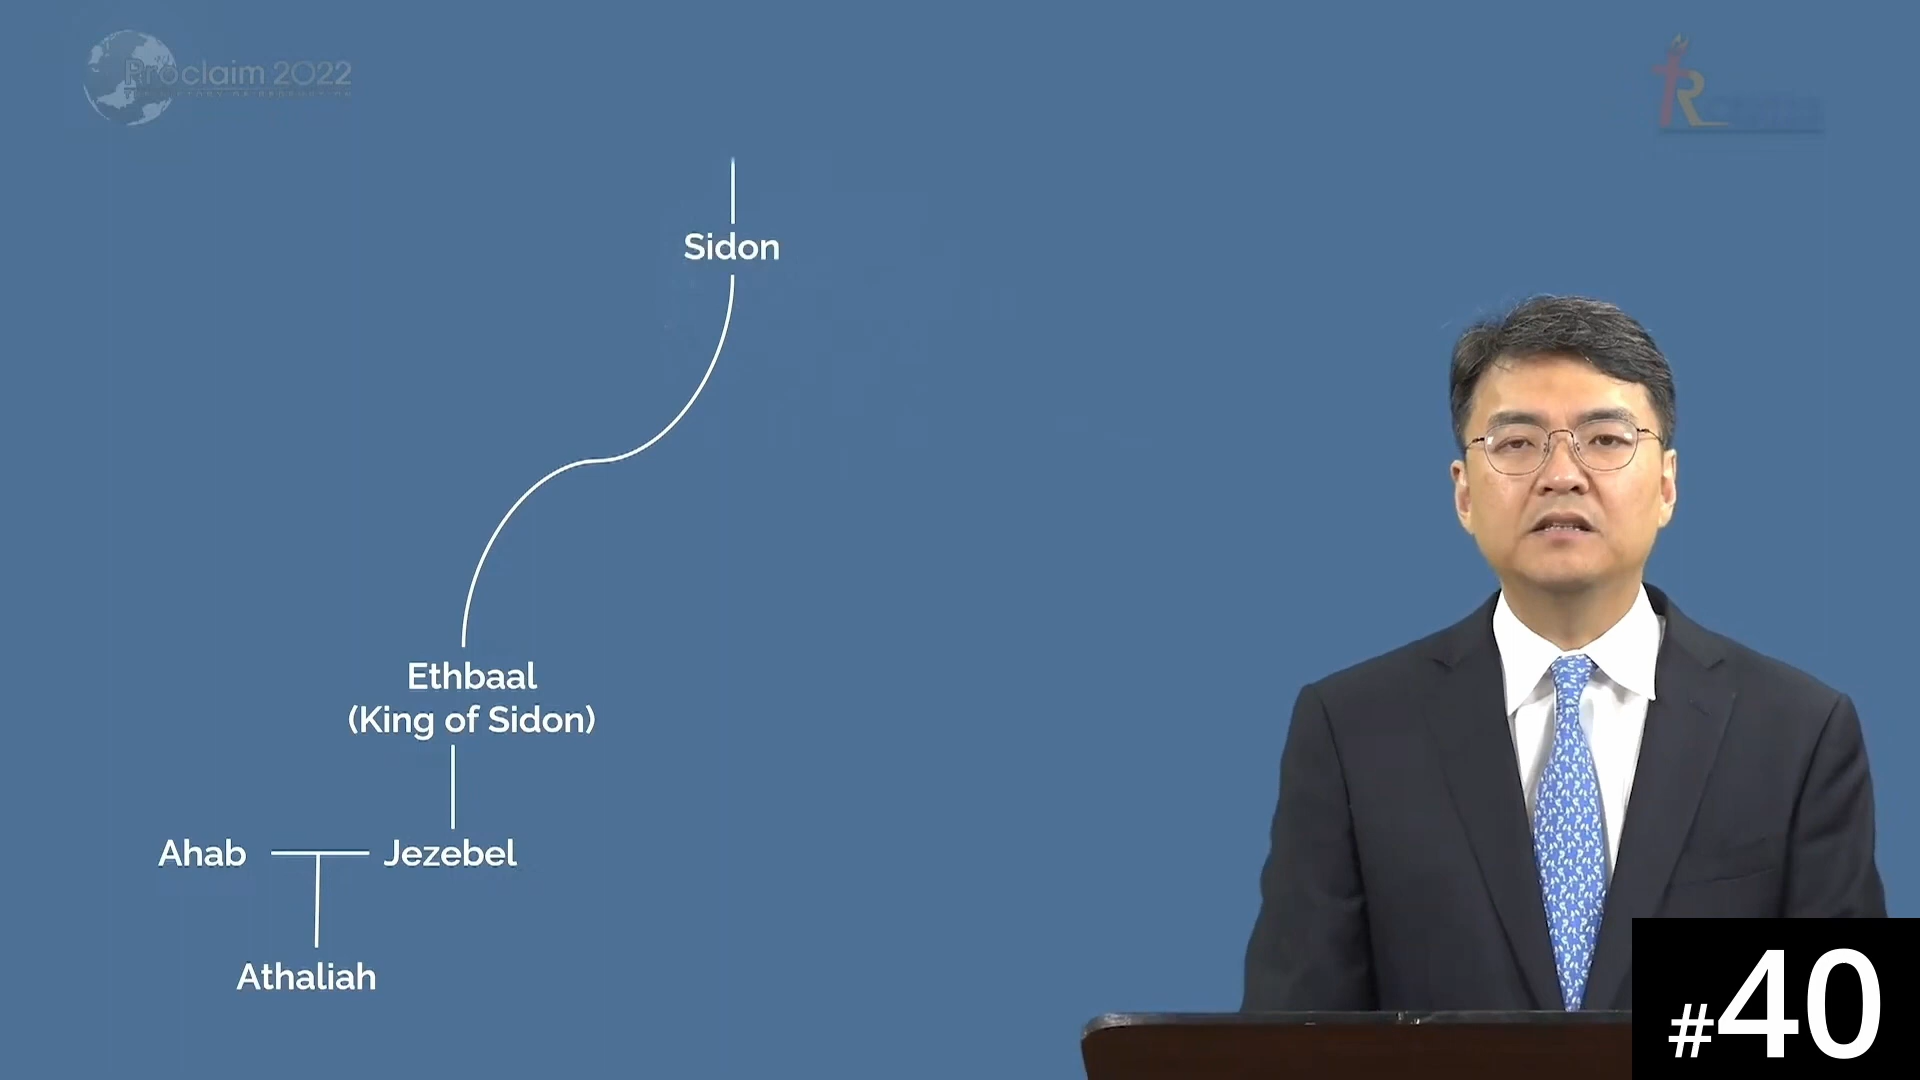 Proclaim 2022
Sidon
Ethbaal
(King of Sidon)
Ahab
Jezebel
Athaliah
#40